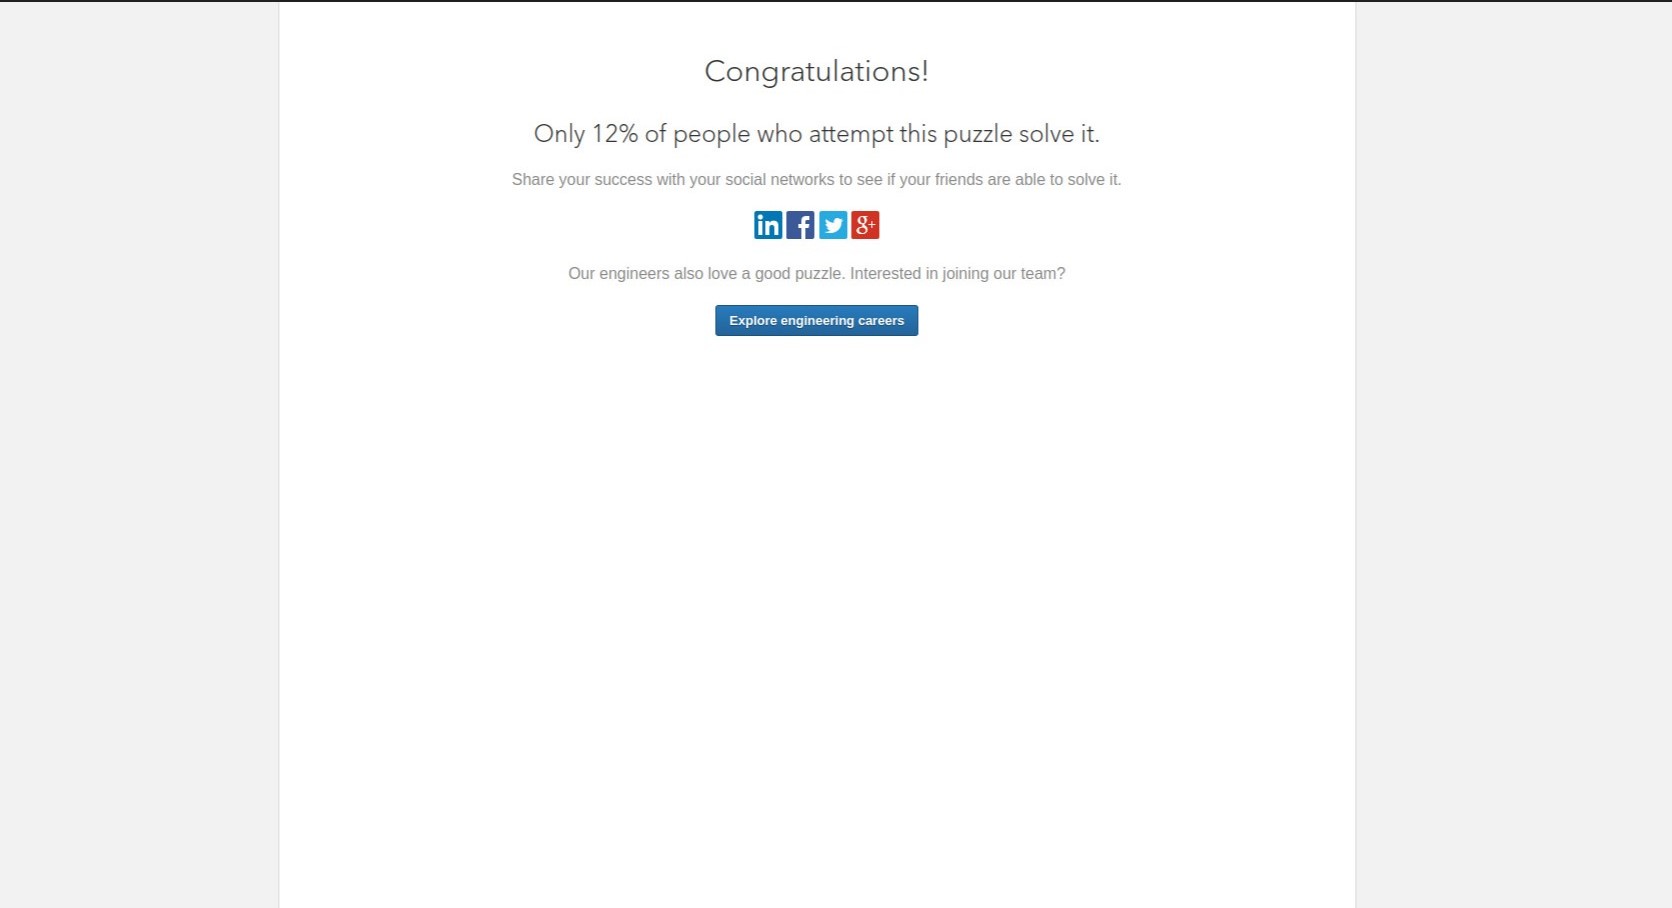 Congratulations!
Only 12% of people who attempt this puzzle solve it.
Share your success with your social networks to see if your friends are able to solve it.
in f g+
Our engineers also love a good puzzle. Interested in joining our team?
Explore engineering careers